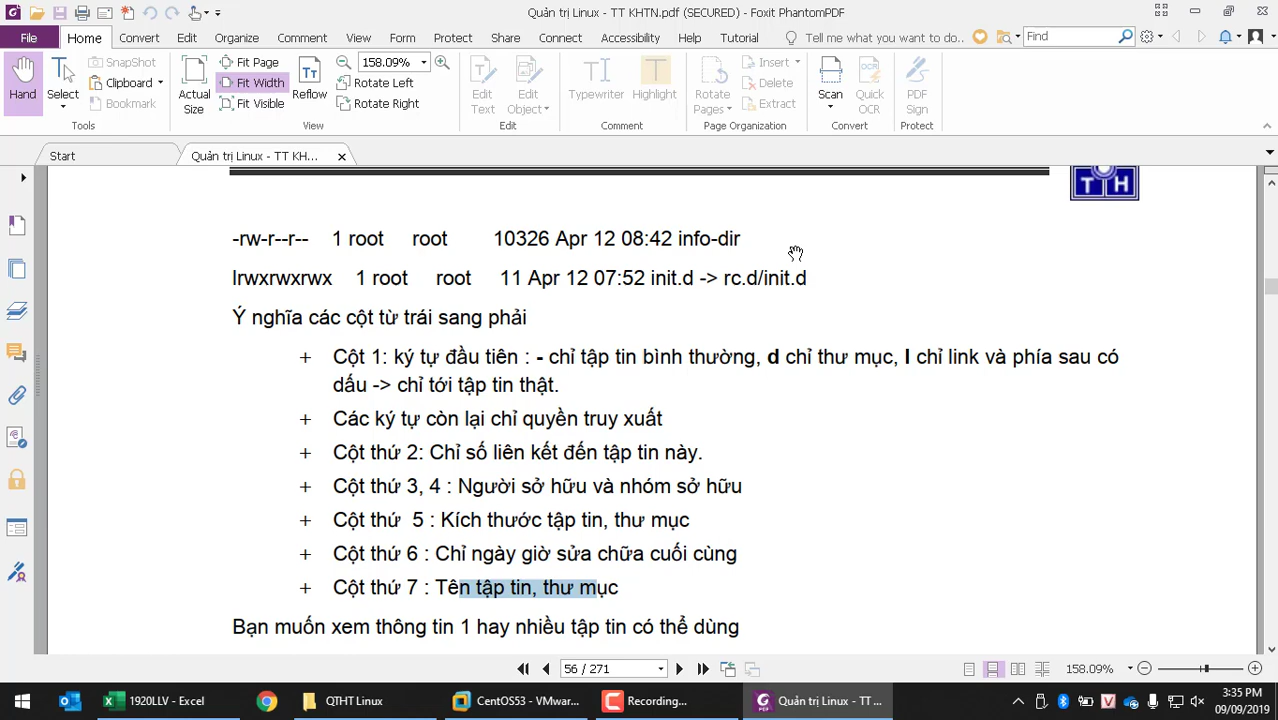 Quản trị Linux - TT KHTN.pdf (SECURED) - Foxit PhantomPDF
File Home Convert Edit Organize Comment View Form Protect Share Connect Accessibility Help Tutorial Tell me what you want to do.. Find
Hand
Select
SnapShot
Clipboard
Bookmark
Tools
Actual Size
Fit Page
Fit Width
Fit Visible
Reflow
158.09%
Rotate Left
Rotate Right
View
Edit Text
Edit Object
Edit
Typewriter
Highlight
Comment
Rotate Pages
Insert
Delete
Extract
Page Organization
Scan
Quick OCR
Convert
PDF Sign
Protect
Start Quản trị Linux - TT KH...
T H
-rw-r--r-- 1 root root 10326 Apr 12 08:42 info-dir
lrwxrwxrwx 1 root root 11 Apr 12 07:52 init.d -> rc.d/init.d
Ý nghĩa các cột từ trái sang phải
+ Cột 1: ký tự đầu tiên : - chỉ tập tin bình thường, d chỉ thư mục, l chỉ link và phía sau có
dấu -> chỉ tới tập tin thật.
+ Các ký tự còn lại chỉ quyền truy xuất
+ Cột thứ 2: Chỉ số liên kết đến tập tin này.
+ Cột thứ 3, 4 : Người sở hữu và nhóm sở hữu
+ Cột thứ 5 : Kích thước tập tin, thư mục
+ Cột thứ 6 : Chỉ ngày giờ sửa chữa cuối cùng
+ Cột thứ 7 : Tên tập tin, thư mục
Bạn muốn xem thông tin 1 hay nhiều tập tin có thể dùng
56 / 271 158.09%
1920LLV - Excel QTHT Linux CentOS53 - VMwar... Recording... Quản trị Linux - TT ... 3:35 PM
09/09/2019